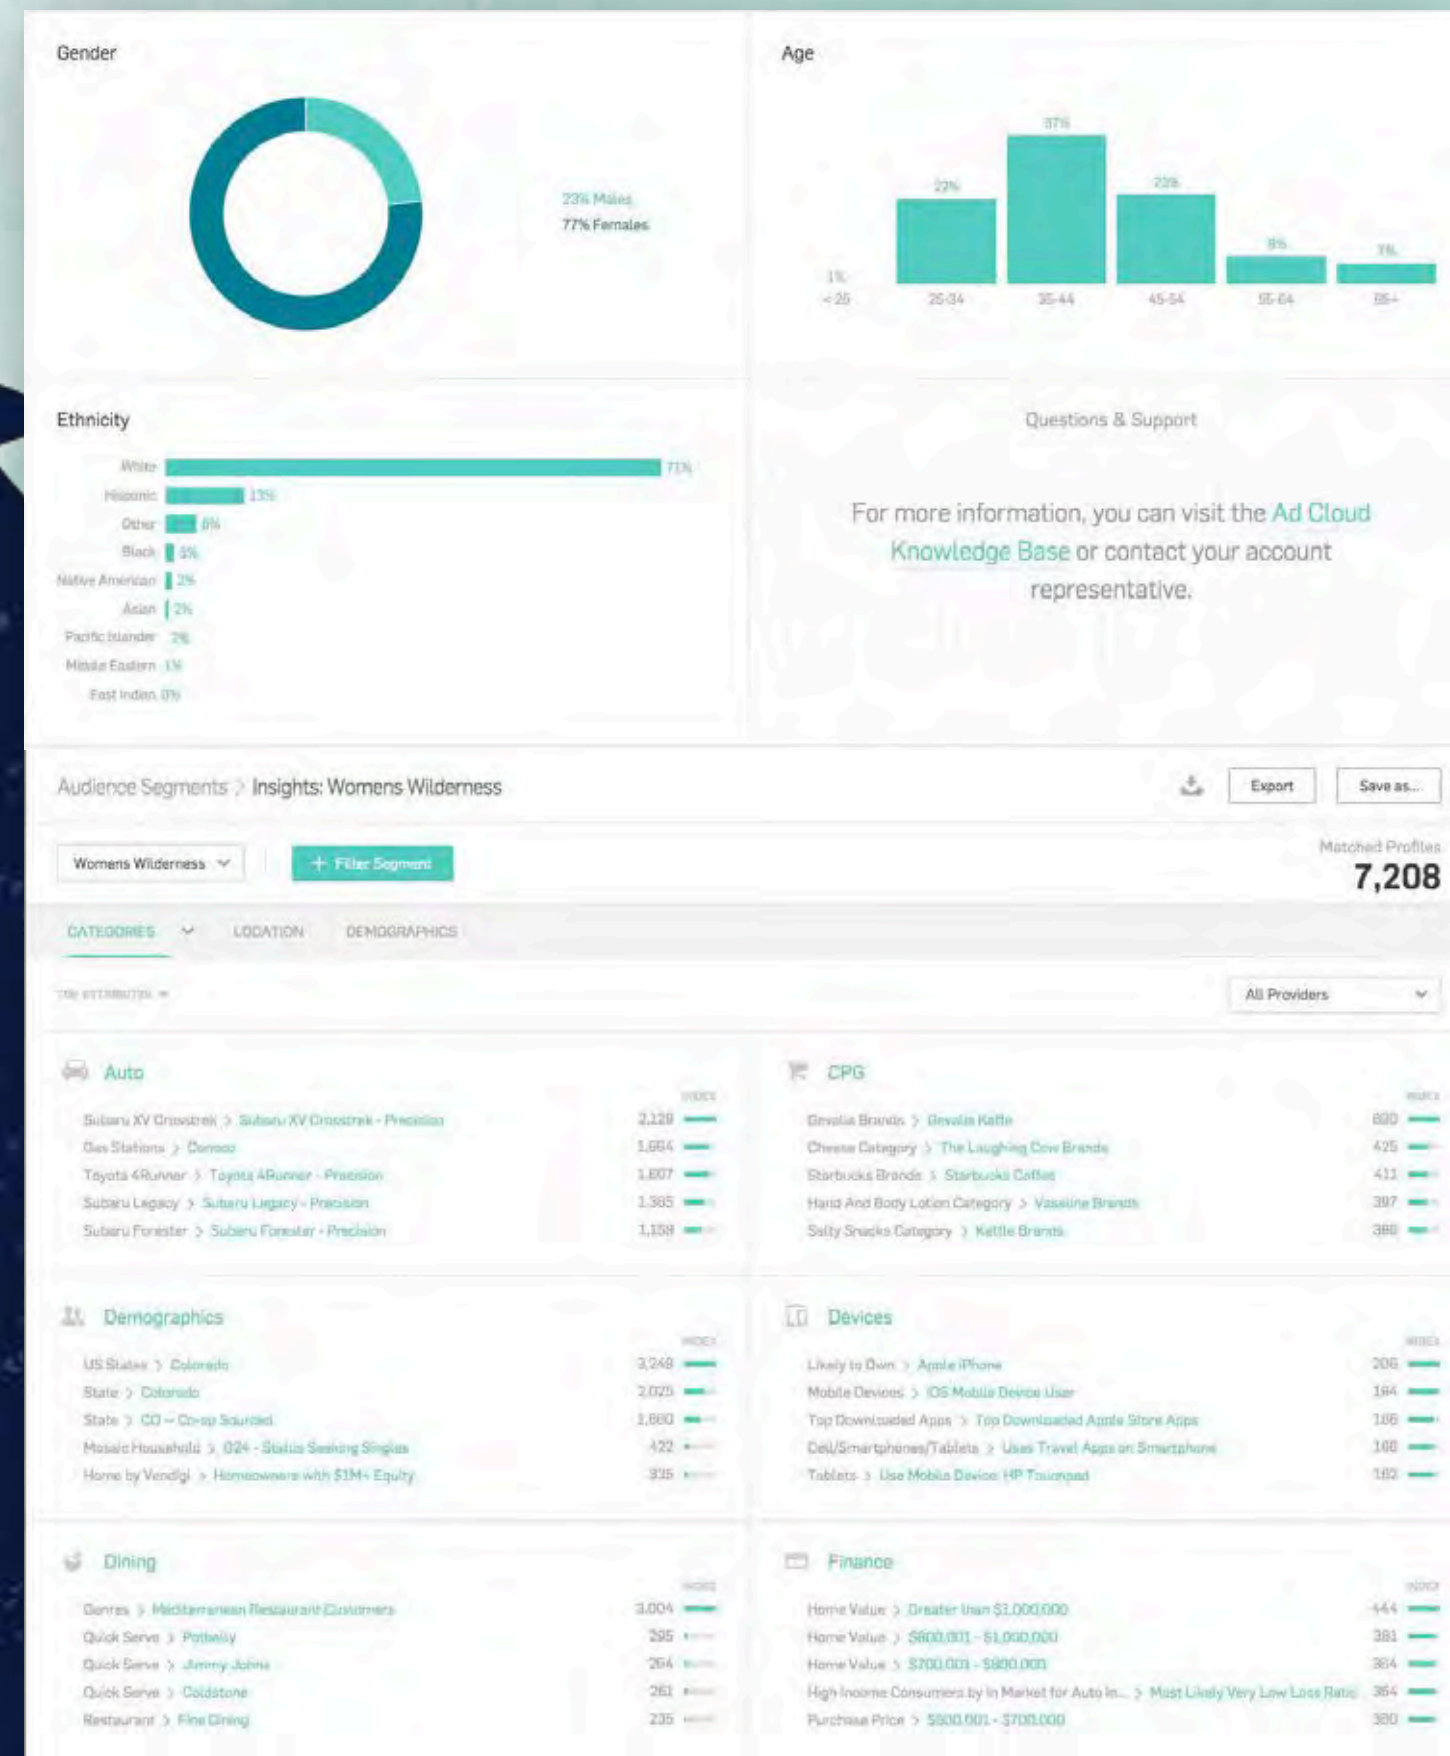 Gender
23% Males
77% Females
Age
37%
23%
9%
7%
1%
< 25
25-34
35-44
45-54
55-64
65+
Ethnicity
White 71%
Hispanic 13%
Other
Black
Native American 2%
Asian 2%
Pacific Islander 2%
Middle Eastern 1%
East Indian 0%
Questions & Support
For more information, you can visit the Ad Cloud
Knowledge Base or contact your account
representative.
Audience Segments > Insights: Womens Wilderness
Export
Save as...
Womens Wilderness
+ Filter Segment
Matched Profiles
7,208
CATEGORIES
LOCATION
DEMOGRAPHICS
TOP ATTRIBUTES
All Providers
Auto
INDEX
Subaru XV Crosstrek > Subaru XV Crosstrek - Precision 2,129
Gas Stations > Conoco 1,664
Toyota 4Runner > Toyota 4Runner - Precision 1,607
Subaru Legacy > Subaru Legacy - Precision 1,365
Subaru Forester > Subaru Forester - Precision 1,159
CPG
INDEX
Gevalia Brands > Gevalia Kaffe
Cheese Category > The Laughing Cow Brands 425
Starbucks Brands > Starbucks Coffee 411
Hand And Body Lotion Category > Vaseline Brands 397
Salty Snacks Category > Kettle Brands
Demographics
INDEX
US States > Colorado 3,249
State > Colorado 2,025
State > CO – Co-op Sourced
Mosaic Household > O24 - Status Seeking Singles 422
Home by Vendigi > Homeowners with $1M+ Equity 335
Devices
INDEX
Likely to Own > Apple iPhone 206
Mobile Devices > iOS Mobile Device User
Top Downloaded Apps > Top Downloaded Apple Store Apps
Cell/Smartphones/Tablets > Uses Travel Apps on Smartphone
Tablets > Use Mobile Device: HP Touchpad 162
Dining
INDEX
Genres > Mediterranean Restaurant Customers 3,004
Quick Serve > Potbelly 295
Quick Serve > Jimmy Johns 264
Quick Serve > Coldstone 261
Restaurant > Fine Dining 235
Finance
INDEX
Home Value > Greater than $1,000,000 444
Home Value > $800,001 - $1,000,000 381
Home Value > $700,001 - $800,000 364
High Income Consumers by In Market for Auto In... > Most Likely Very Low Loss Ratio 364
Purchase Price > $600,001 - $700,000